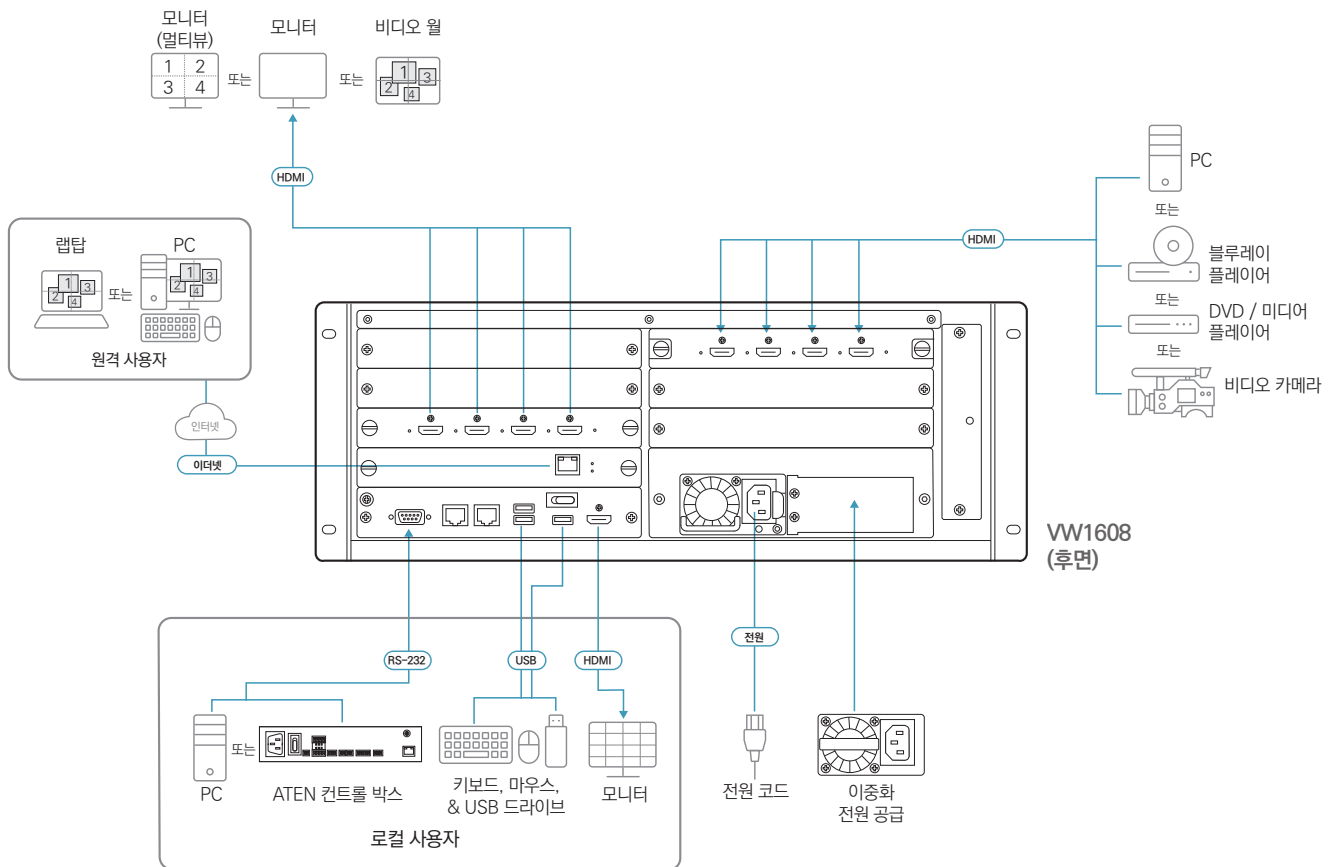 모니터
(멀티뷰)
모니터
비디오 월
1 2
3 4
또는
또는
1
2
3
4
HDMI
PC
또는
HDMI
블루레이
플레이어
또는
DVD / 미디어
플레이어
또는
비디오 카메라
랩탑
PC
1
2
3
4
또는
1
2
3
4
원격 사용자
인터넷
이더넷
VW1608
(후면)
RS-232
USB
HDMI
전원
또는
PC
ATEN 컨트롤 박스
키보드, 마우스,
& USB 드라이브
모니터
로컬 사용자
전원 코드
이중화
전원 공급